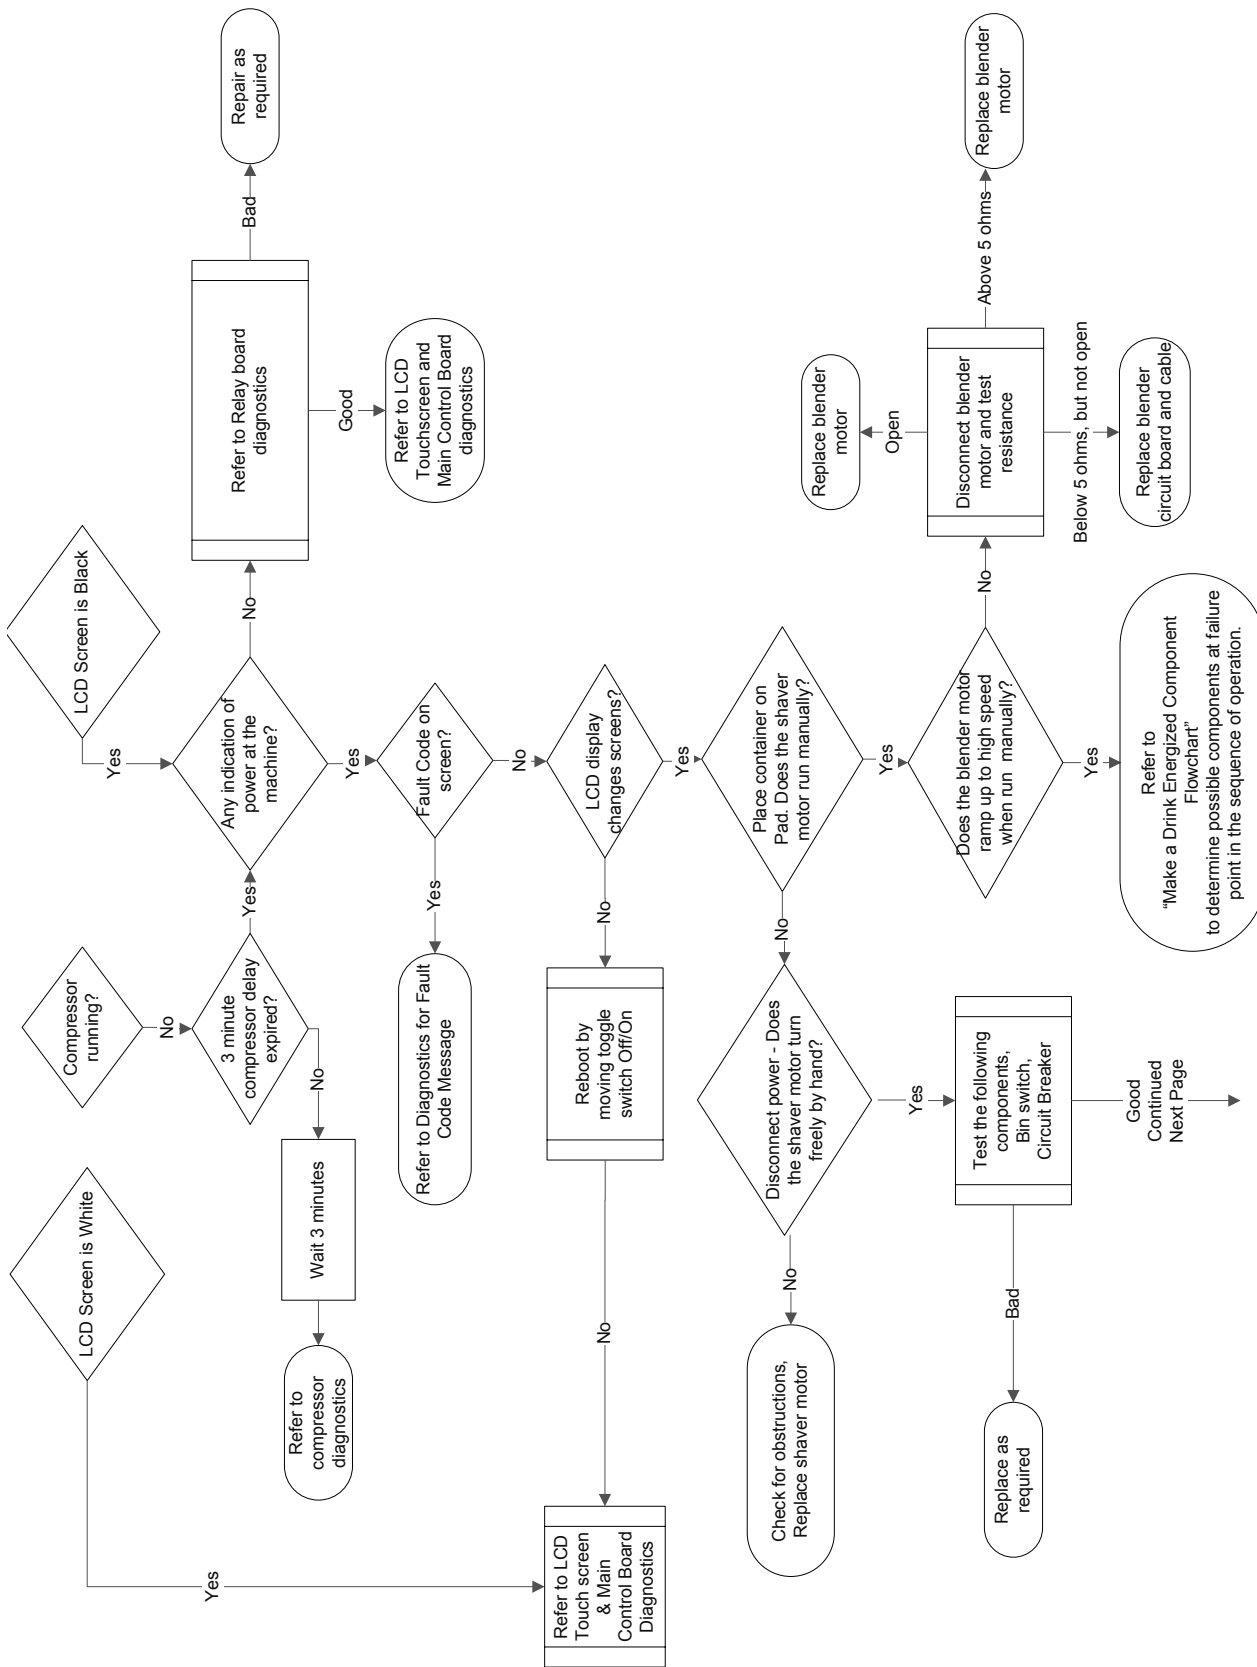 LCD Screen is White
Yes
Compressor
running?
No
3 minute
compressor delay
expired?
Yes
No
Wait 3 minutes
Refer to
compressor
diagnostics
LCD Screen is Black
Yes
Any indication of
power at the
machine?
No
Refer to Relay board
diagnostics
Bad
Repair as
required
Good
Refer to LCD
Touchscreen and
Main Control Board
diagnostics
Yes
Fault Code on
screen?
Yes
Refer to Diagnostics for Fault
Code Message
No
LCD display
changes screens?
No
Reboot by
moving toggle
switch Off/On
No
Refer to LCD
Touch screen
& Main
Control Board
Diagnostics
Yes
Place container on
Pad. Does the shaver
motor run manually?
No
Disconnect power - Does
the shaver motor turn
freely by hand?
No
Check for obstructions,
Replace shaver motor
Yes
Test the following
components,
Bin switch,
Circuit Breaker
Bad
Replace as
required
Good
Continued
Next Page
Yes
Does the blender motor
ramp up to high speed
when run  manually?
No
Disconnect blender
motor and test
resistance
Open
Replace blender
motor
Above 5 ohms
Replace blender
motor
Below 5 ohms, but not open
Replace blender
circuit board and cable
Yes
Refer to
“Make a Drink Energized Component
Flowchart”
to determine possible components at failure
point in the sequence of operation.